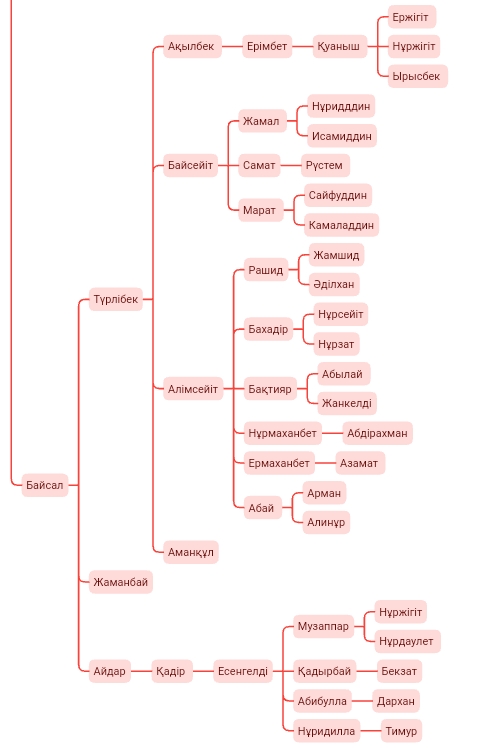 Ержігіт
Ақылбек
Ерімбет
Қуаныш
Нұржігіт
Ырысбек
Нұридддин
Жамал
Исамиддин
Байсейіт
Самат
Рүстем
Сайфуддин
Марат
Камаладдин
Жамшид
Рашид
Әділхан
Түрлібек
Нұрсейіт
Бахадір
Нұрзат
Абылай
Алімсейіт
Бақтияр
Жанкелді
Нұрмаханбет
Абдірахман
Ермаханбет
Азамат
Байсал
Арман
Абай
Алинұр
Аманқұл
Жаманбай
Нұржігіт
Музаппар
Нұрдаулет
Айдар
Қадір
Есенгелді
Қадырбай
Бекзат
Абибулла
Дархан
Нұридилла
Тимур